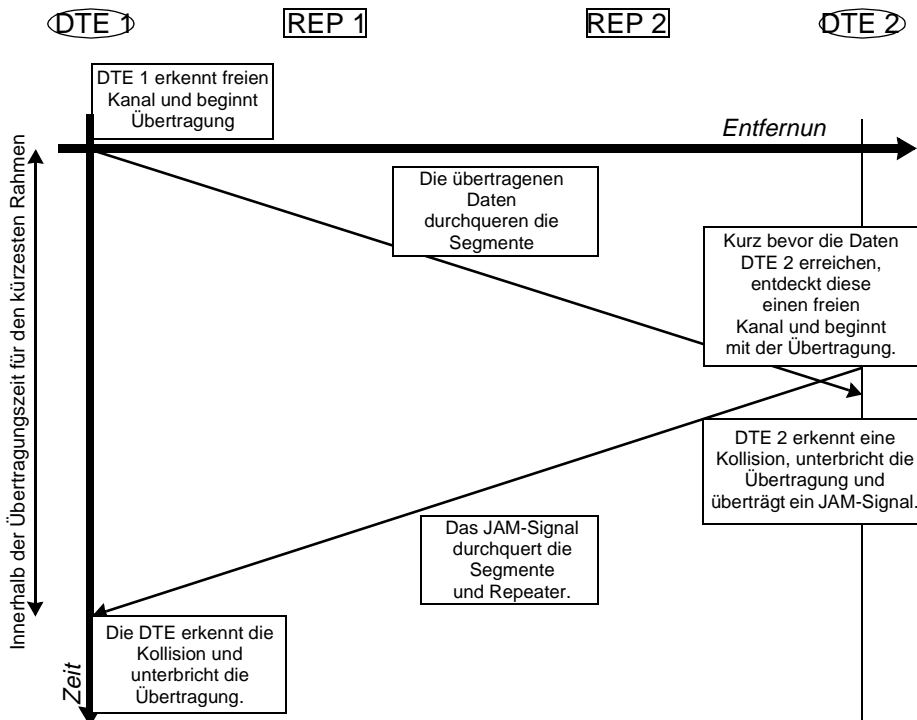 DTE 1
REP 1
REP 2
DTE 2
DTE 1 erkennt freien
Kanal und beginnt
Übertragung
Entfernun
Die übertragenen
Daten
durchqueren die
Segmente
Kurz bevor die Daten
DTE 2 erreichen,
entdeckt diese
einen freien
Kanal und beginnt
mit der Übertragung.
Innerhalb der Übertragungszeit für den kürzesten Rahmen
DTE 2 erkennt eine
Kollision, unterbricht die
Übertragung und
überträgt ein JAM-Signal.
Das JAM-Signal
durchquert die
Segmente
und Repeater.
Die DTE erkennt die
Kollision und
unterbricht die
Übertragung.
Zeit